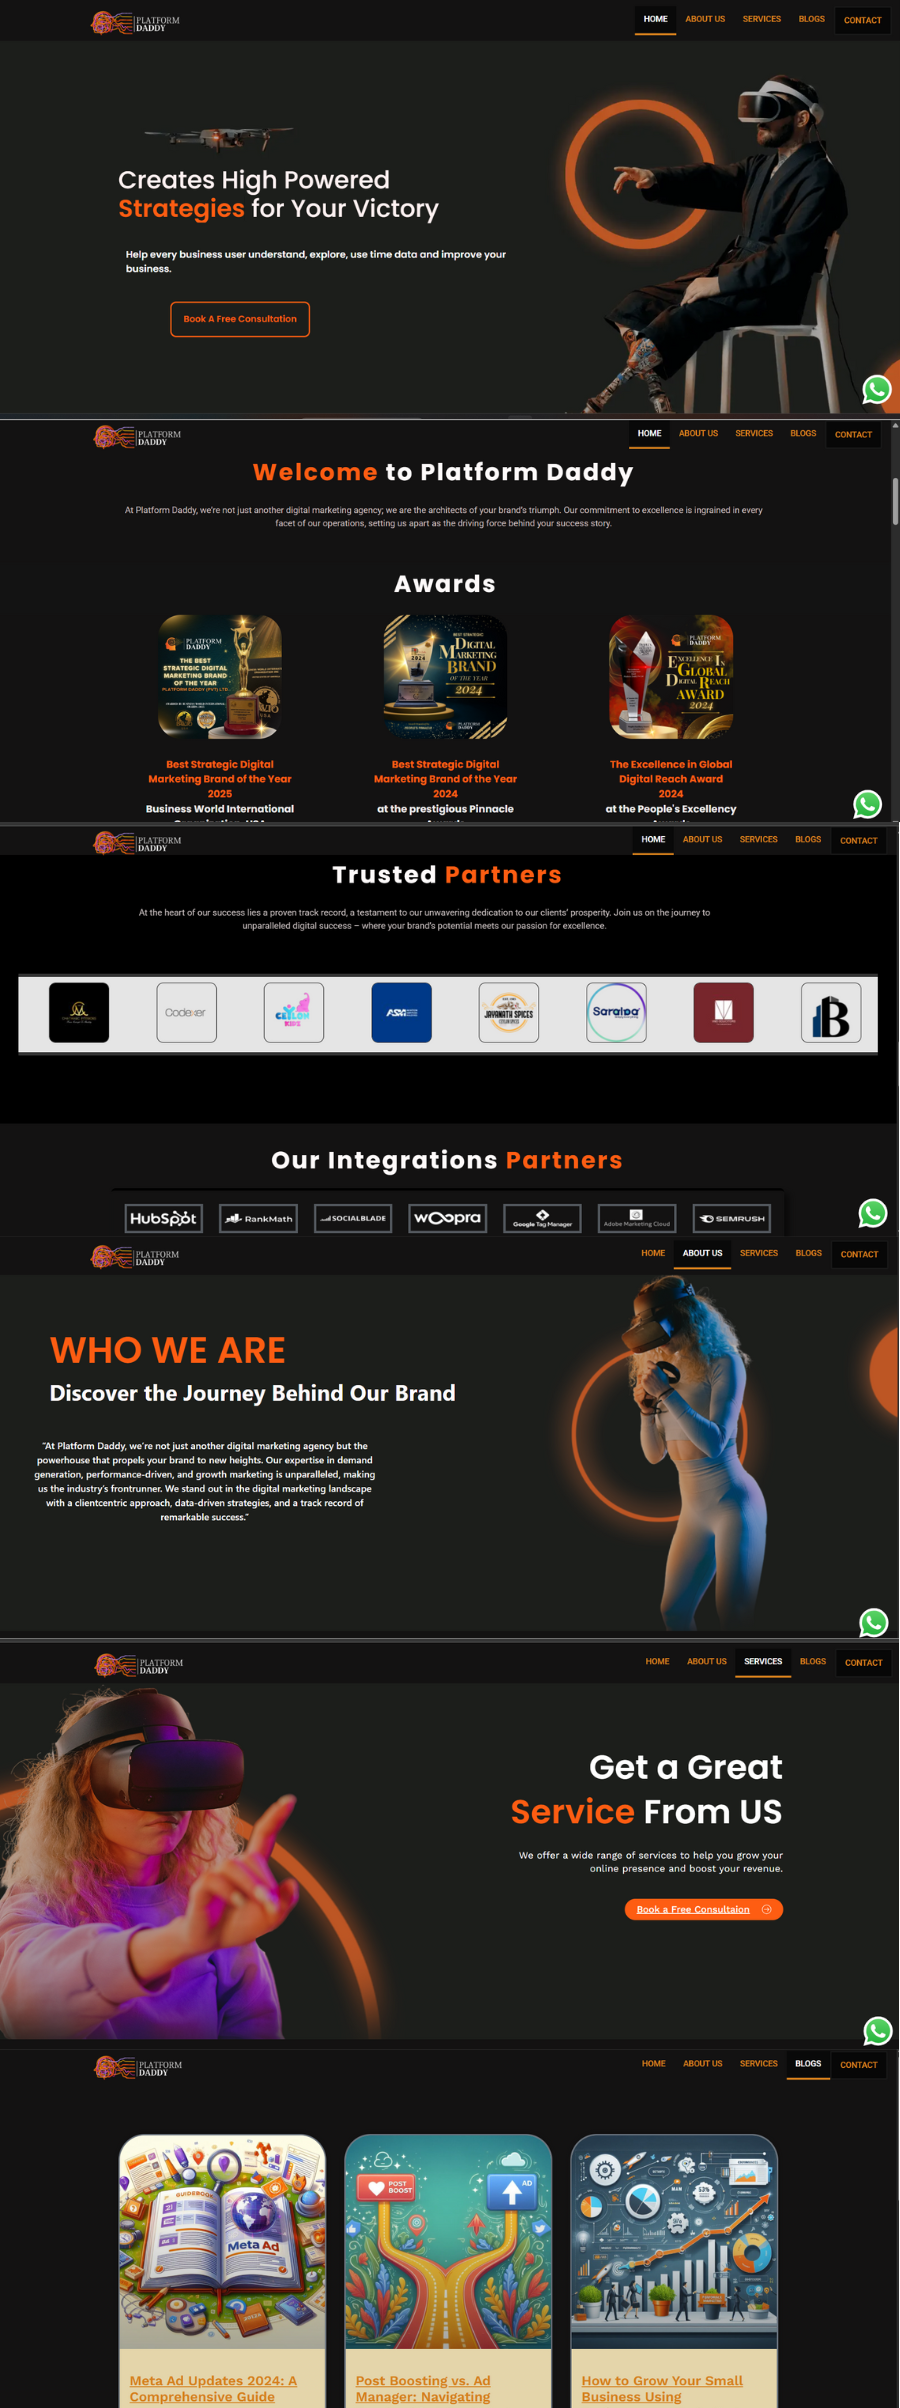 PLATFORM
DADDY
HOME
ABOUT US
SERVICES
BLOGS
CONTACT
Creates High Powered
Strategies for Your Victory
Help every business user understand, explore, use time data and improve your
business.
Book A Free Consultation
PLATFORM
DADDY
HOME
ABOUT US
SERVICES
BLOGS
CONTACT
Welcome to Platform Daddy
At Platform Daddy, we're not just another digital marketing agency; we are the architects of your brand's triumph. Our commitment to excellence is ingrained in every
facet of our operations, setting us apart as the driving force behind your success story.
Awards
PLATFORM
DADDY
THE BEST
STRATEGIC DIGITAL
MARKETING BRAND
OF THE YEAR
PLATFORM DADDY (PVT) LTD
BEST STRATEGIC
DIGITAL
MARKETING
BRAND
OF THE YEAR
2024
PLATFORM
DADDY
PLATFORM
DADDY
EXCELLENCE IN
GLOBAL
DIGITAL REACH
AWARD
2024
Best Strategic Digital
Marketing Brand of the Year
2025
Business World International
Best Strategic Digital
Marketing Brand of the Year
2024
at the prestigious Pinnacle
The Excellence in Global
Digital Reach Award
2024
at the People's Excellency
PLATFORM
DADDY
HOME
ABOUT US
SERVICES
BLOGS
CONTACT
Trusted Partners
At the heart of our success lies a proven track record, a testament to our unwavering dedication to our clients' prosperity. Join us on the journey to
unparalleled digital success – where your brand's potential meets our passion for excellence.
Codexer
CEYLON
KIDS
ASM
JAYANATH SPICES
CEYLON SPICES
Saraloa
B
Our Integrations Partners
HubSpot
RankMath
SOCIALBLADE
woopra
Google Tag Manager
Adobe Marketing Cloud
SEMRUSH
PLATFORM
DADDY
HOME
ABOUT US
SERVICES
BLOGS
CONTACT
WHO WE ARE
Discover the Journey Behind Our Brand
"At Platform Daddy, we're not just another digital marketing agency but the
powerhouse that propels your brand to new heights. Our expertise in demand
generation, performance-driven, and growth marketing is unparalleled, making
us the industry's frontrunner. We stand out in the digital marketing landscape
with a clientcentric approach, data-driven strategies, and a track record of
remarkable success."
PLATFORM
DADDY
HOME
ABOUT US
SERVICES
BLOGS
CONTACT
Get a Great
Service From US
We offer a wide range of services to help you grow your
online presence and boost your revenue.
Book a Free Consultaion
PLATFORM
DADDY
HOME
ABOUT US
SERVICES
BLOGS
CONTACT
GUIDEBOOK
Meta Ad
POST
BOOST
AD
Meta Ad Updates 2024: A
Comprehensive Guide
Post Boosting vs. Ad
Manager: Navigating
How to Grow Your Small
Business Using